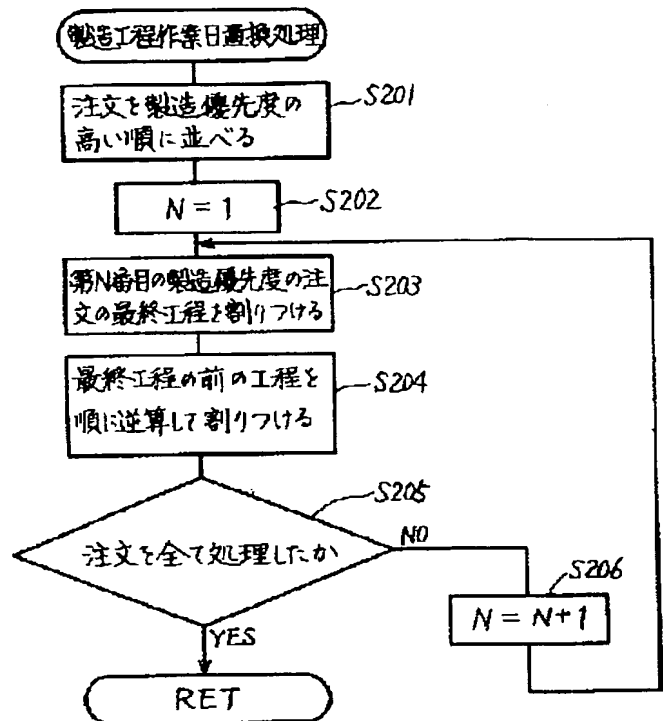 製造工程作業日置換処理
注文を製造優先度の
高い順に並べる
S201
N = 1
S202
第N番目の製造優先度の注
文の最終工程を割りつける
S203
最終工程の前の工程を
順に逆算して割りつける
S204
S205
注文を全て処理したか
NO
S206
N = N+1
YES
RET